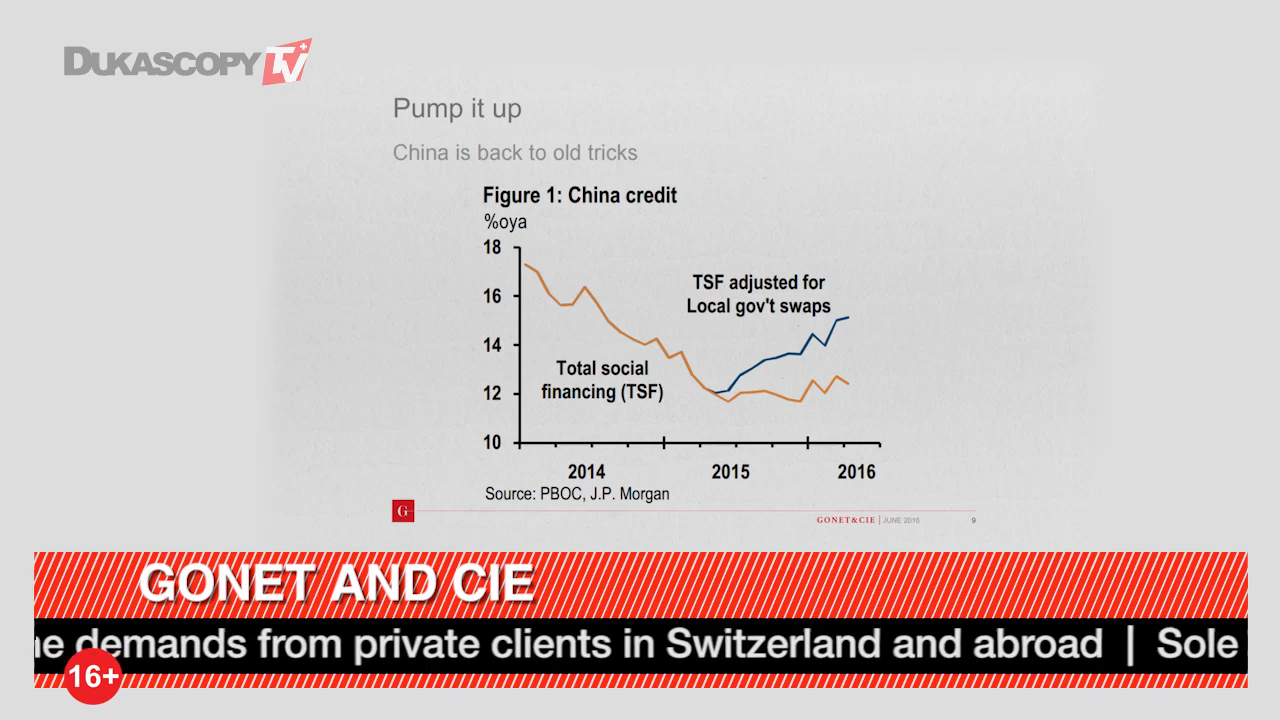 DUKASCOPY TV
Pump it up
China is back to old tricks
Figure 1: China credit
%oya
18
16
14
12
10
TSF adjusted for
Local gov't swaps
Total social
financing (TSF)
2014 2015 2016
Source: PBOC, J.P. Morgan
G
GONET&CIE | JUNE 2016 9
GONET AND CIE
demands from private clients in Switzerland and abroad | Sole
16+